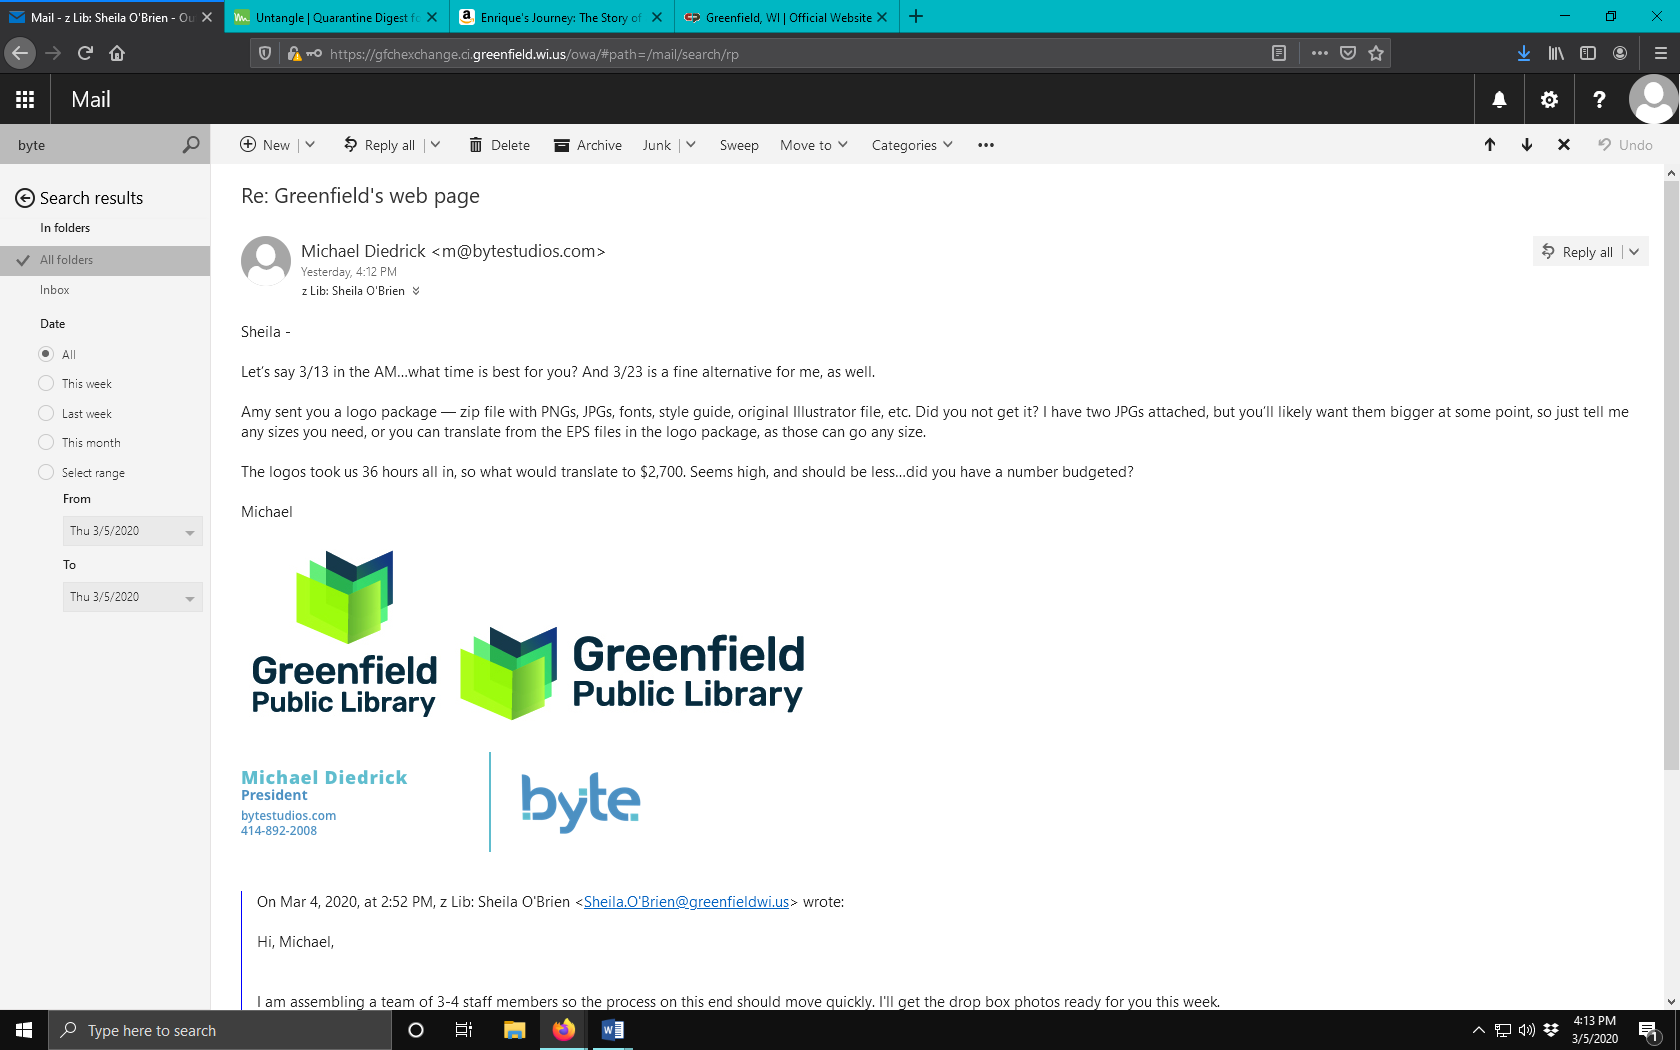 Mail - z Lib: Sheila O'Brien - Ou
Untangle | Quarantine Digest fo
Enrique's Journey: The Story of
Greenfield, WI | Official Website
https://gfchexchange.ci.greenfield.wi.us/owa/#path=/mail/search/rp
Mail
byte
New
Reply all
Delete
Archive
Junk
Sweep
Move to
Categories
Undo
Search results
In folders
All folders
Inbox
Date
All
This week
Last week
This month
Select range
From
Thu 3/5/2020
To
Thu 3/5/2020
Re: Greenfield's web page
Michael Diedrick <m@bytestudios.com>
Yesterday, 4:12 PM
z Lib: Sheila O'Brien
Reply all
Sheila -
Let's say 3/13 in the AM...what time is best for you? And 3/23 is a fine alternative for me, as well.
Amy sent you a logo package — zip file with PNGs, JPGs, fonts, style guide, original Illustrator file, etc. Did you not get it? I have two JPGs attached, but you'll likely want them bigger at some point, so just tell me
any sizes you need, or you can translate from the EPS files in the logo package, as those can go any size.
The logos took us 36 hours all in, so what would translate to $2,700. Seems high, and should be less...did you have a number budgeted?
Michael
Greenfield
Public Library
Greenfield
Public Library
Michael Diedrick
President
bytestudios.com
414-892-2008
byte
On Mar 4, 2020, at 2:52 PM, z Lib: Sheila O'Brien <Sheila.O'Brien@greenfieldwi.us> wrote:
Hi, Michael,
I am assembling a team of 3-4 staff members so the process on this end should move quickly. I'll get the drop box photos ready for you this week.
Type here to search
4:13 PM
3/5/2020
1